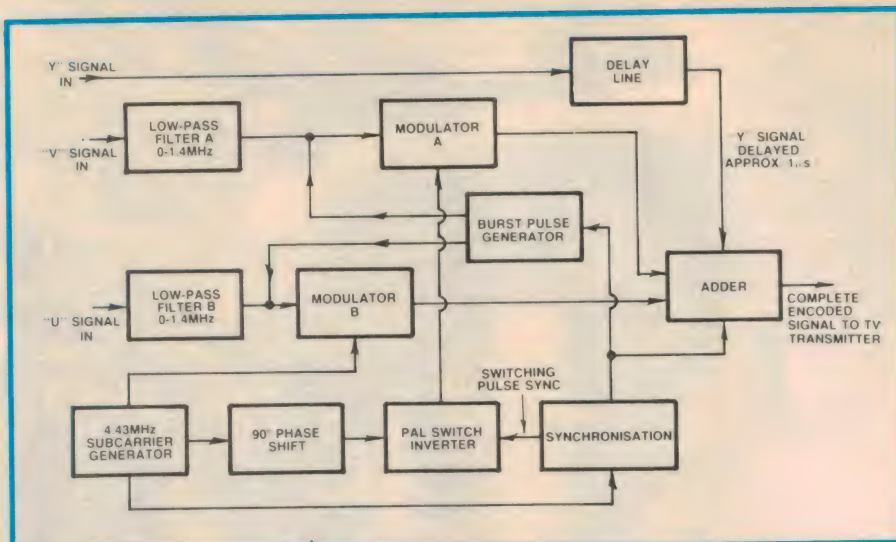 "Y" SIGNAL
IN
DELAY
LINE
"V" SIGNAL
IN
LOW-PASS
FILTER A
0-1.4MHz
MODULATOR
A
"Y" SIGNAL
DELAYED
APPROX. 1µs
BURST PULSE
GENERATOR
"U" SIGNAL
IN
LOW-PASS
FILTER B
0-1.4MHz
MODULATOR
B
ADDER
COMPLETE
ENCODED
SIGNAL TO TV
TRANSMITTER
SWITCHING
PULSE SYNC
4.43MHz
SUBCARRIER
GENERATOR
90° PHASE
SHIFT
PAL SWITCH
INVERTER
SYNCHRONISATION